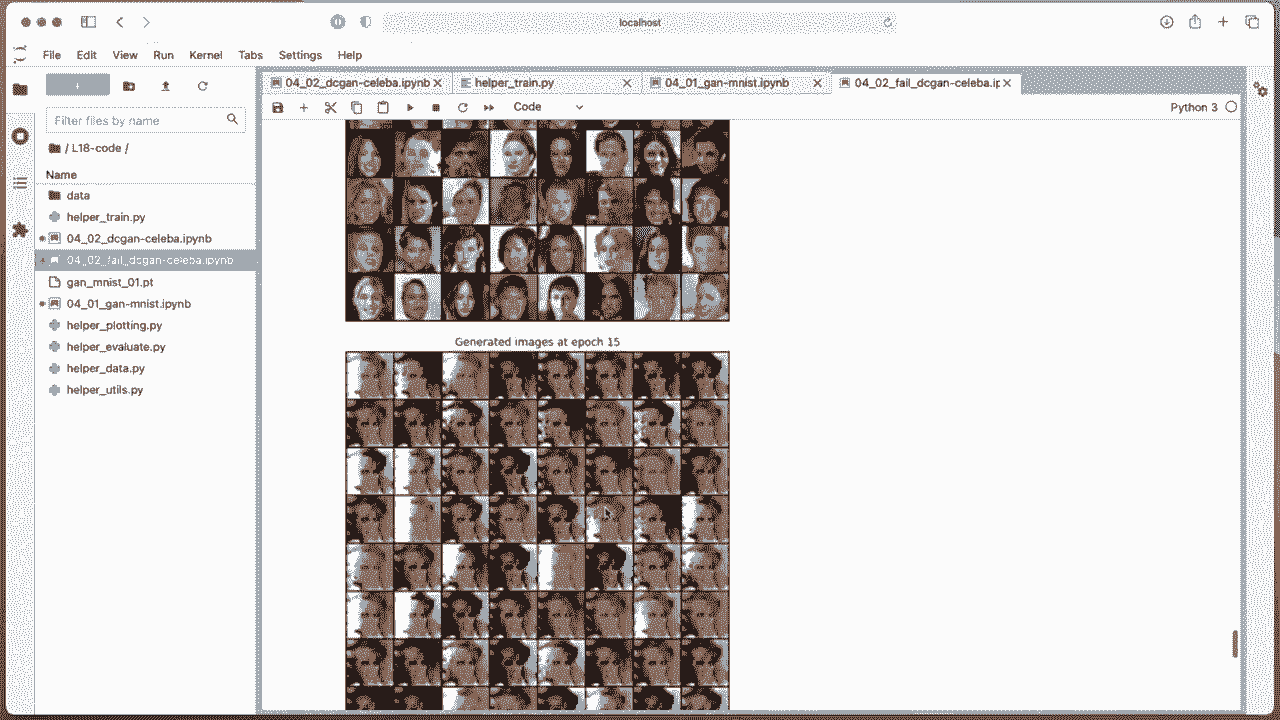 localhost
File Edit View Run Kernel Tabs Settings Help
04_02_dcgan-celeba.ipynb helper_train.py 04_01_gan-mnist.ipynb 04_02_fail_dcgan-celeba.ip
Code Python 3
Filter files by name
/ L18-code /
Name
data
helper_train.py
04_02_dcgan-celeba.ipynb
04_02_fail_dcgan-celeba.ipynb
gan_mnist_01.pt
04_01_gan-mnist.ipynb
helper_plotting.py
helper_evaluate.py
helper_data.py
helper_utils.py
Generated images at epoch 15